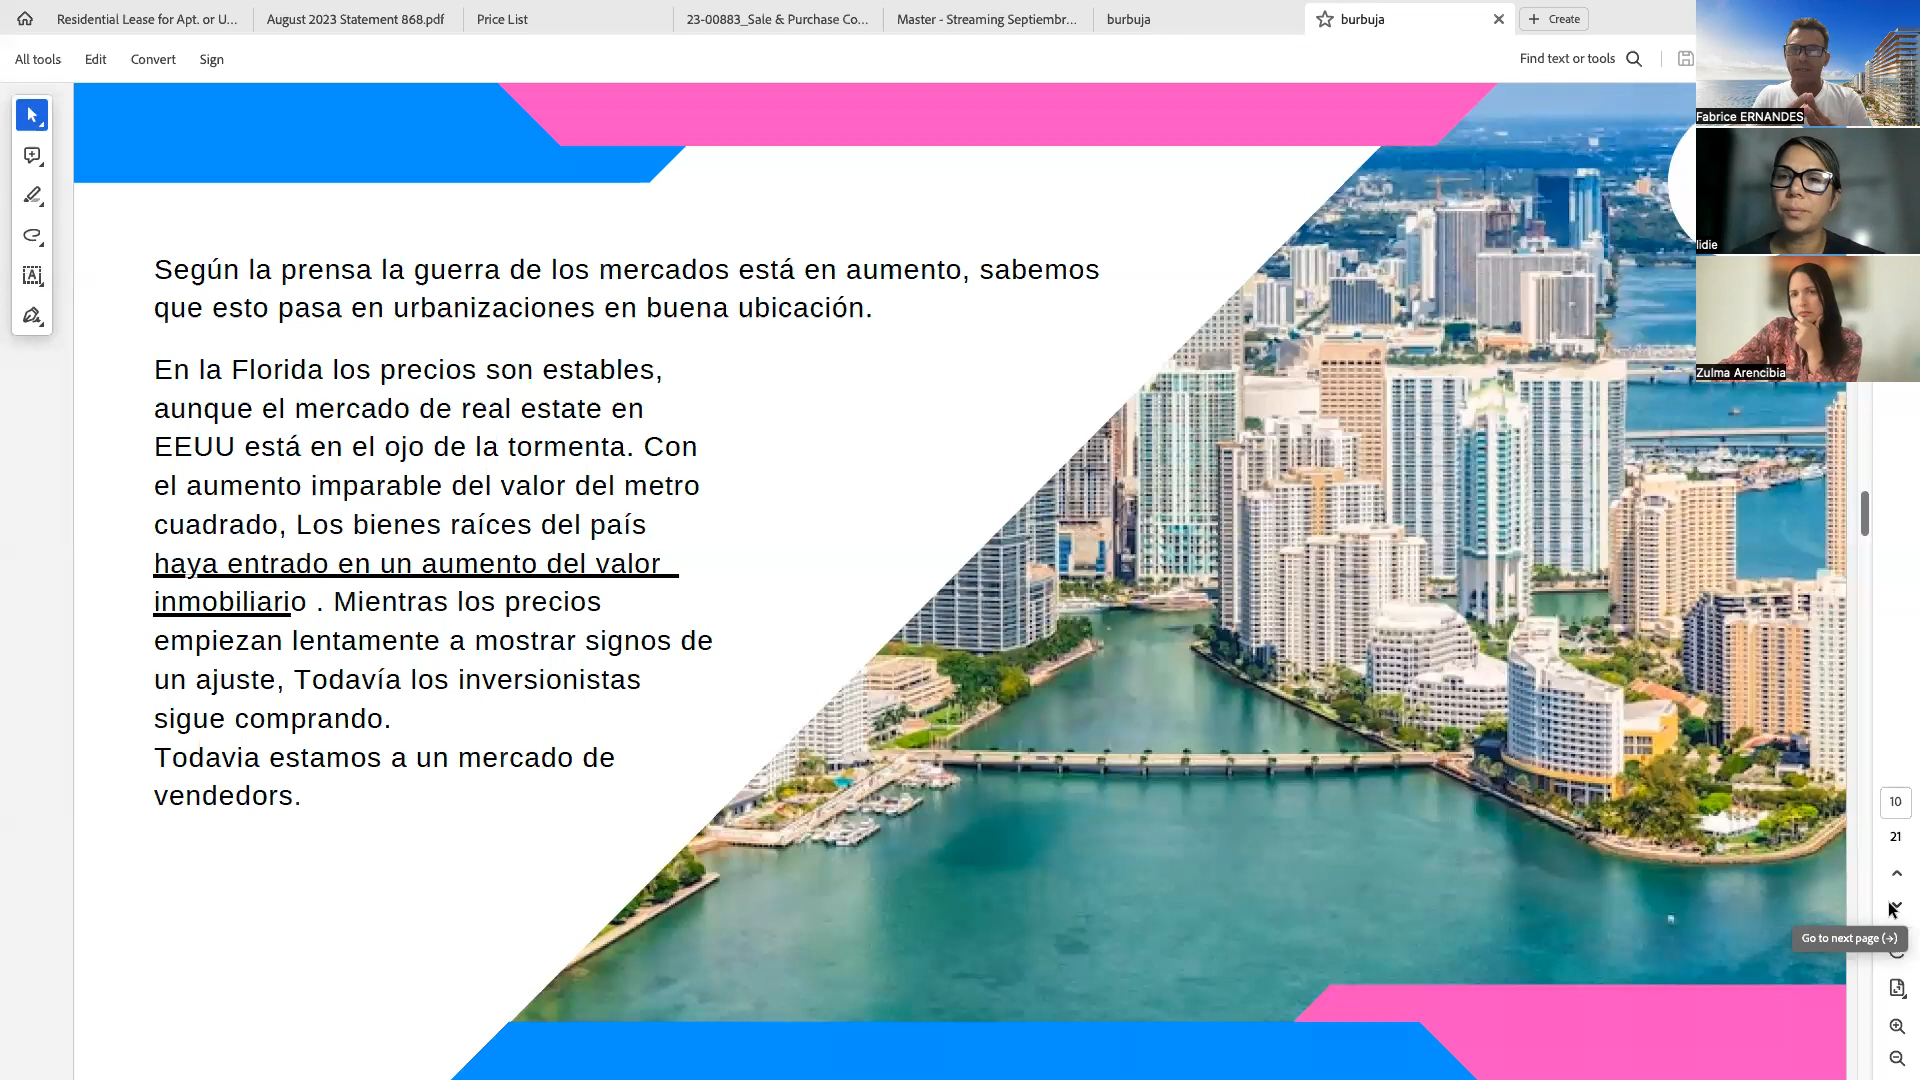 Residential Lease for Apt. or U...
August 2023 Statement 868.pdf
Price List
23-00883_Sale & Purchase Co...
Master - Streaming Septiembr...
burbuja
burbuja
Create
All tools
Edit
Convert
Sign
Find text or tools
Fabrice ERNANDES
lidie
Zulma Arencibia
Según la prensa la guerra de los mercados está en aumento, sabemos
que esto pasa en urbanizaciones en buena ubicación.
En la Florida los precios son estables,
aunque el mercado de real estate en
EEUU está en el ojo de la tormenta. Con
el aumento imparable del valor del metro
cuadrado, Los bienes raíces del país
haya entrado en un aumento del valor
inmobiliario . Mientras los precios
empiezan lentamente a mostrar signos de
un ajuste, Todavía los inversionistas
sigue comprando.
Todavia estamos a un mercado de
vendedors.
10
21
Go to next page (→)